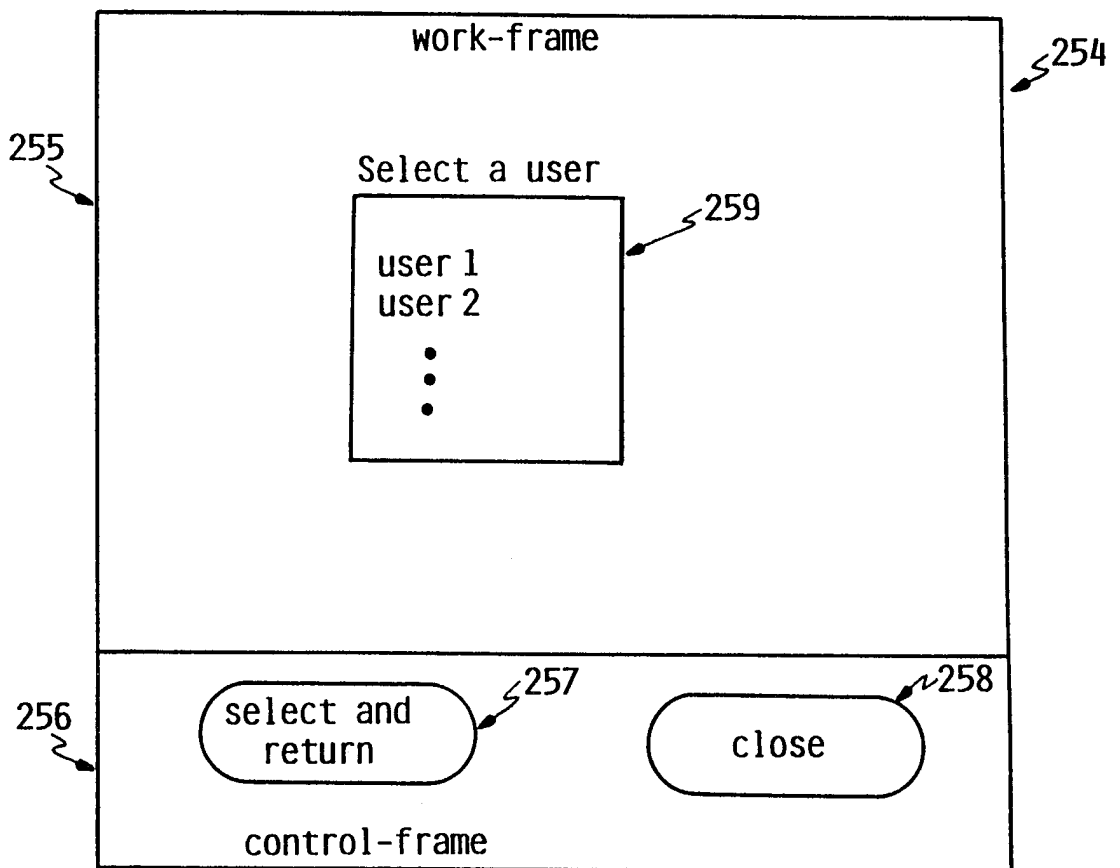 work-frame
254
255
Select a user
259
user 1
user 2
256
select and
return
257
close
258
control-frame